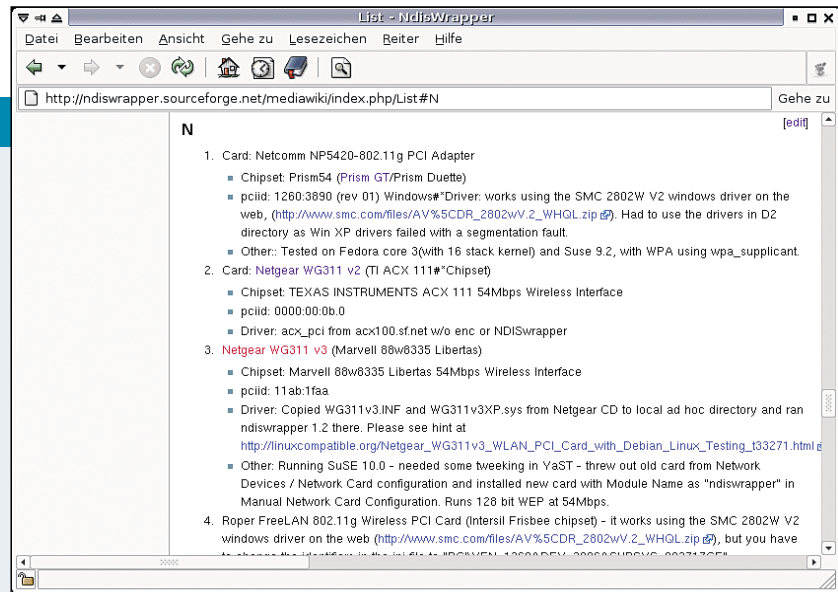 List - NdisWrapper
Datei Bearbeiten Ansicht Gehe zu Lesezeichen Reiter Hilfe
http://ndiswrapper.sourceforge.net/mediawiki/index.php/List#N Gehe zu
[edit]
N
1. Card: Netcomm NP5420-802.11g PCI Adapter
Chipset: Prism54 (Prism GT/Prism Duette)
pciid: 1260:3890 (rev 01) Windows#*Driver: works using the SMC 2802W V2 windows driver on the
web, (http://www.smc.com/files/AV%5CDR_2802wV.2_WHQL.zip). Had to use the drivers in D2
directory as Win XP drivers failed with a segmentation fault.
Other:: Tested on Fedora core 3(with 16 stack kernel) and Suse 9.2, with WPA using wpa_supplicant.
2. Card: Netgear WG311 v2 (TI ACX 111#*Chipset)
Chipset: TEXAS INSTRUMENTS ACX 111 54Mbps Wireless Interface
pciid: 0000:00:0b.0
Driver: acx_pci from acx100.sf.net w/o enc or NDISwrapper
3. Netgear WG311 v3 (Marvell 88w8335 Libertas)
Chipset: Marvell 88w8335 Libertas 54Mbps Wireless Interface
pciid: 11ab:1faa
Driver: Copied WG311v3.INF and WG311v3XP.sys from Netgear CD to local ad hoc directory and ran
ndiswrapper 1.2 there. Please see hint at
http://linuxcompatible.org/Netgear_WG311v3_WLAN_PCI_Card_with_Debian_Linux_Testing_t33271.html
Other: Running SuSE 10.0 - needed some tweeking in YaST - threw out old card from Network
Devices / Network Card configuration and installed new card with Module Name as "ndiswrapper" in
Manual Network Card Configuration. Runs 128 bit WEP at 54Mbps.
4. Roper FreeLAN 802.11g Wireless PCI Card (Intersil Frisbee chipset) - it works using the SMC 2802W V2
windows driver on the web (http://www.smc.com/files/AV%5CDR_2802wV.2_WHQL.zip), but you have